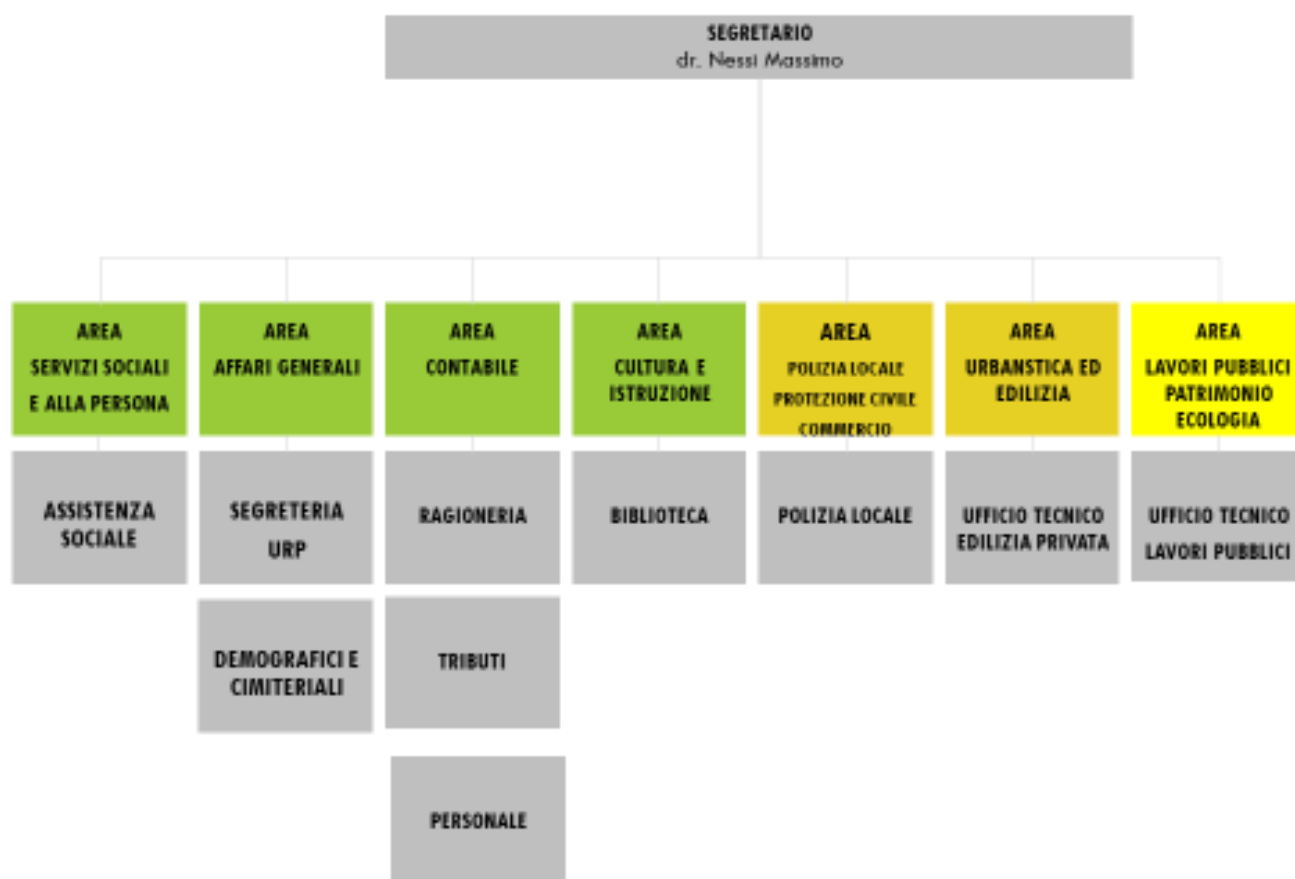 SEGRETARIO
dr. Nessi Massimo
AREA
SERVIZI SOCIALI
E ALLA PERSONA
AREA
AFFARI GENERALI
AREA
CONTABILE
AREA
CULTURA E
ISTRUZIONE
AREA
POLIZIA LOCALE
PROTEZIONE CIVILE
COMMERCIO
AREA
URBANSTICA ED
EDILIZIA
AREA
LAVORI PUBBLICI
PATRIMONIO
ECOLOGIA
ASSISTENZA
SOCIALE
SEGRETERIA
URP
RAGIONERIA
BIBLIOTECA
POLIZIA LOCALE
UFFICIO TECNICO
EDILIZIA PRIVATA
UFFICIO TECNICO
LAVORI PUBBLICI
DEMOGRAFICI E
CIMITERIALI
TRIBUTI
PERSONALE